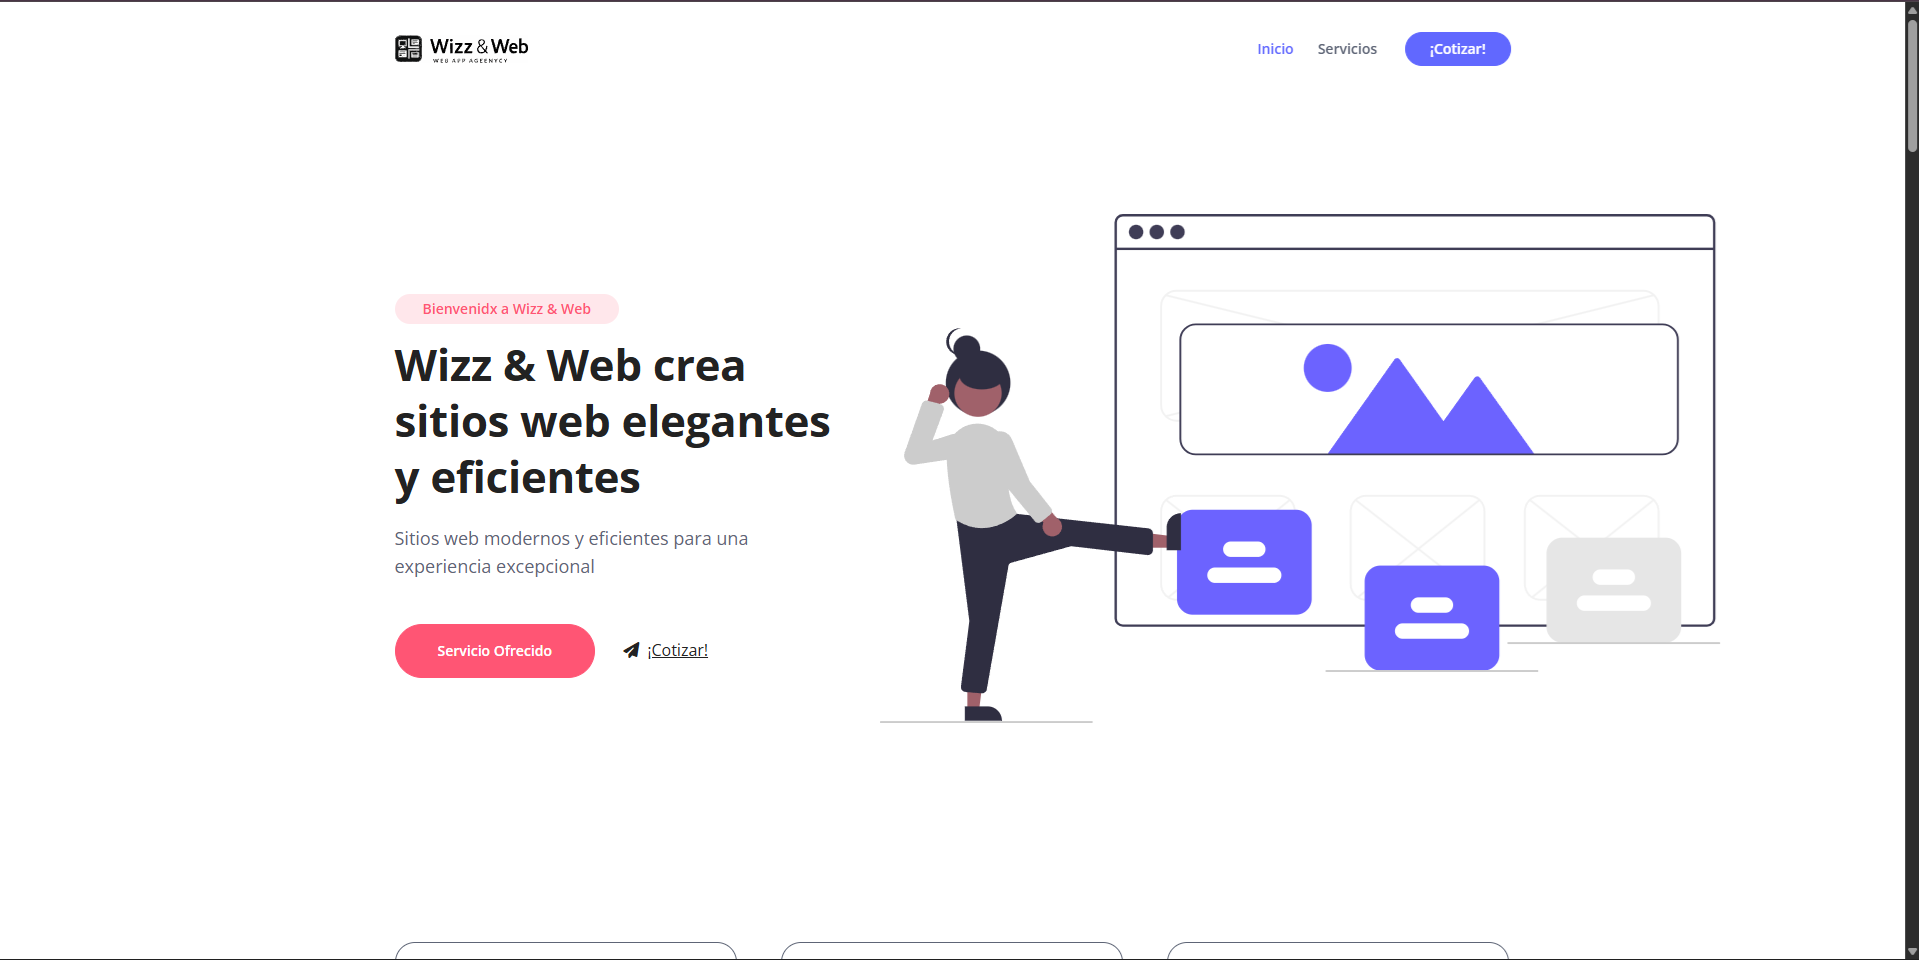 Wizz & Web
WEB APP AGEENYCY
Inicio
Servicios
¡Cotizar!
Bienvenidx a Wizz & Web
Wizz & Web crea
sitios web elegantes
y eficientes
Sitios web modernos y eficientes para una
experiencia excepcional
Servicio Ofrecido
¡Cotizar!